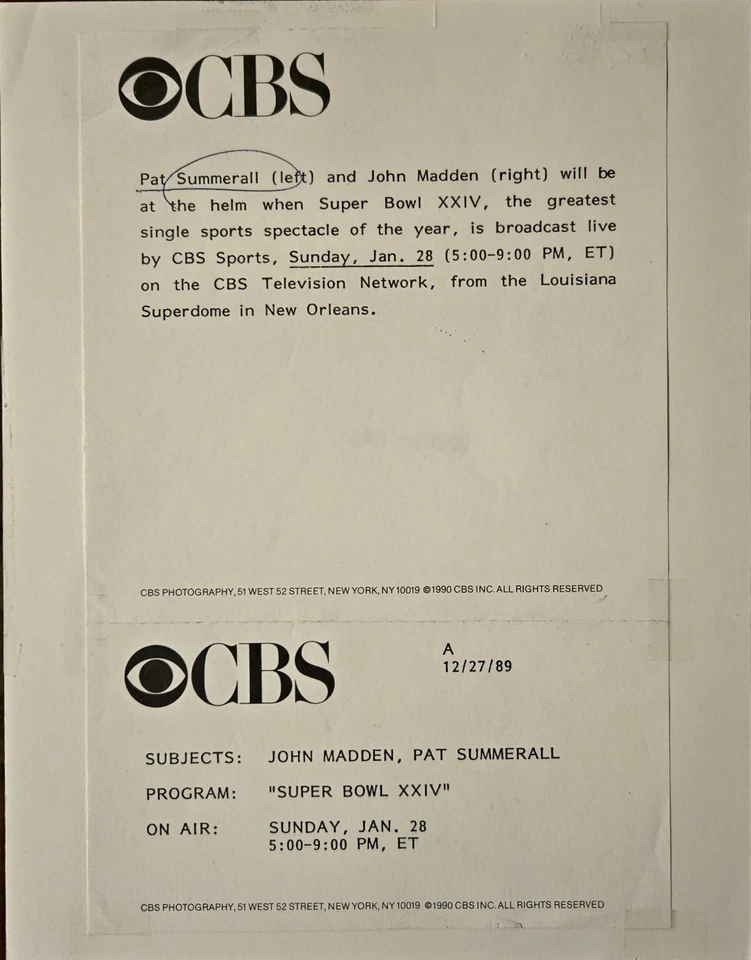 CBS
Pat Summerall (left) and John Madden (right) will be
at the helm when Super Bowl XXIV, the greatest
single sports spectacle of the year, is broadcast live
by CBS Sports, Sunday, Jan. 28 (5:00-9:00 PM, ET)
on the CBS Television Network, from the Louisiana
Superdome in New Orleans.
CBS PHOTOGRAPHY, 51 WEST 52 STREET, NEW YORK, NY 10019 ©1990 CBS INC. ALL RIGHTS RESERVED
CBS
A
12/27/89
SUBJECTS: JOHN MADDEN, PAT SUMMERALL
PROGRAM: "SUPER BOWL XXIV"
ON AIR: SUNDAY, JAN. 28
5:00-9:00 PM, ET
CBS PHOTOGRAPHY, 51 WEST 52 STREET, NEW YORK, NY 10019 ©1990 CBS INC. ALL RIGHTS RESERVED